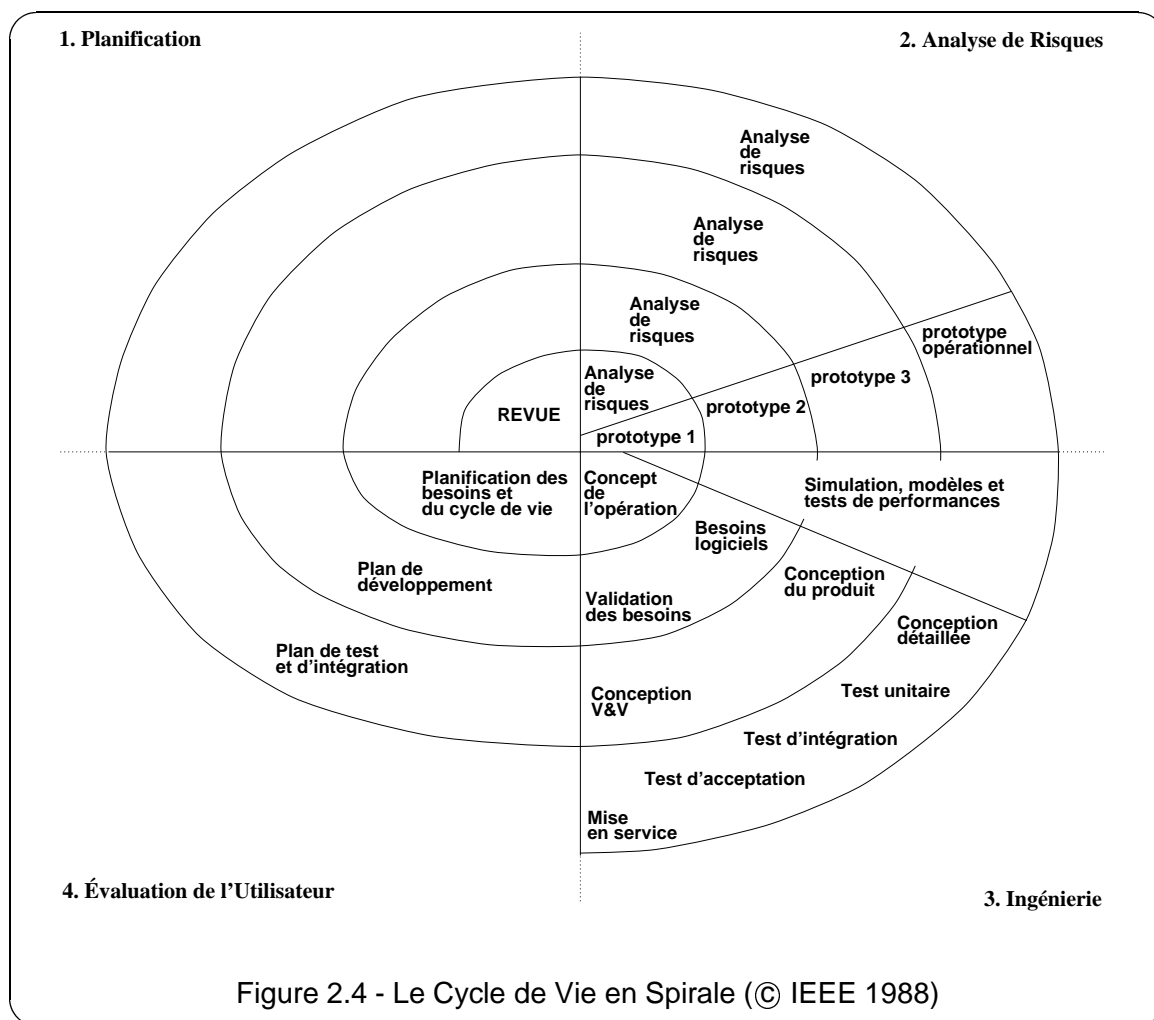 1. Planification
2. Analyse de Risques
Analyse
de
risques
Analyse
de
risques
Analyse
de
risques
Analyse
de
risques
prototype
opérationnel
prototype 3
prototype 2
prototype 1
REVUE
Planification des
besoins et
du cycle de vie
Concept
de
l'opération
Simulation, modèles et
tests de performances
Besoins
logiciels
Plan de
développement
Validation
des besoins
Conception
du produit
Conception
détaillée
Plan de test
et d'intégration
Conception
V&V
Test unitaire
Test d'intégration
Test d'acceptation
Mise
en service
4. Évaluation de l'Utilisateur
3. Ingénierie
Figure 2.4 - Le Cycle de Vie en Spirale (© IEEE 1988)